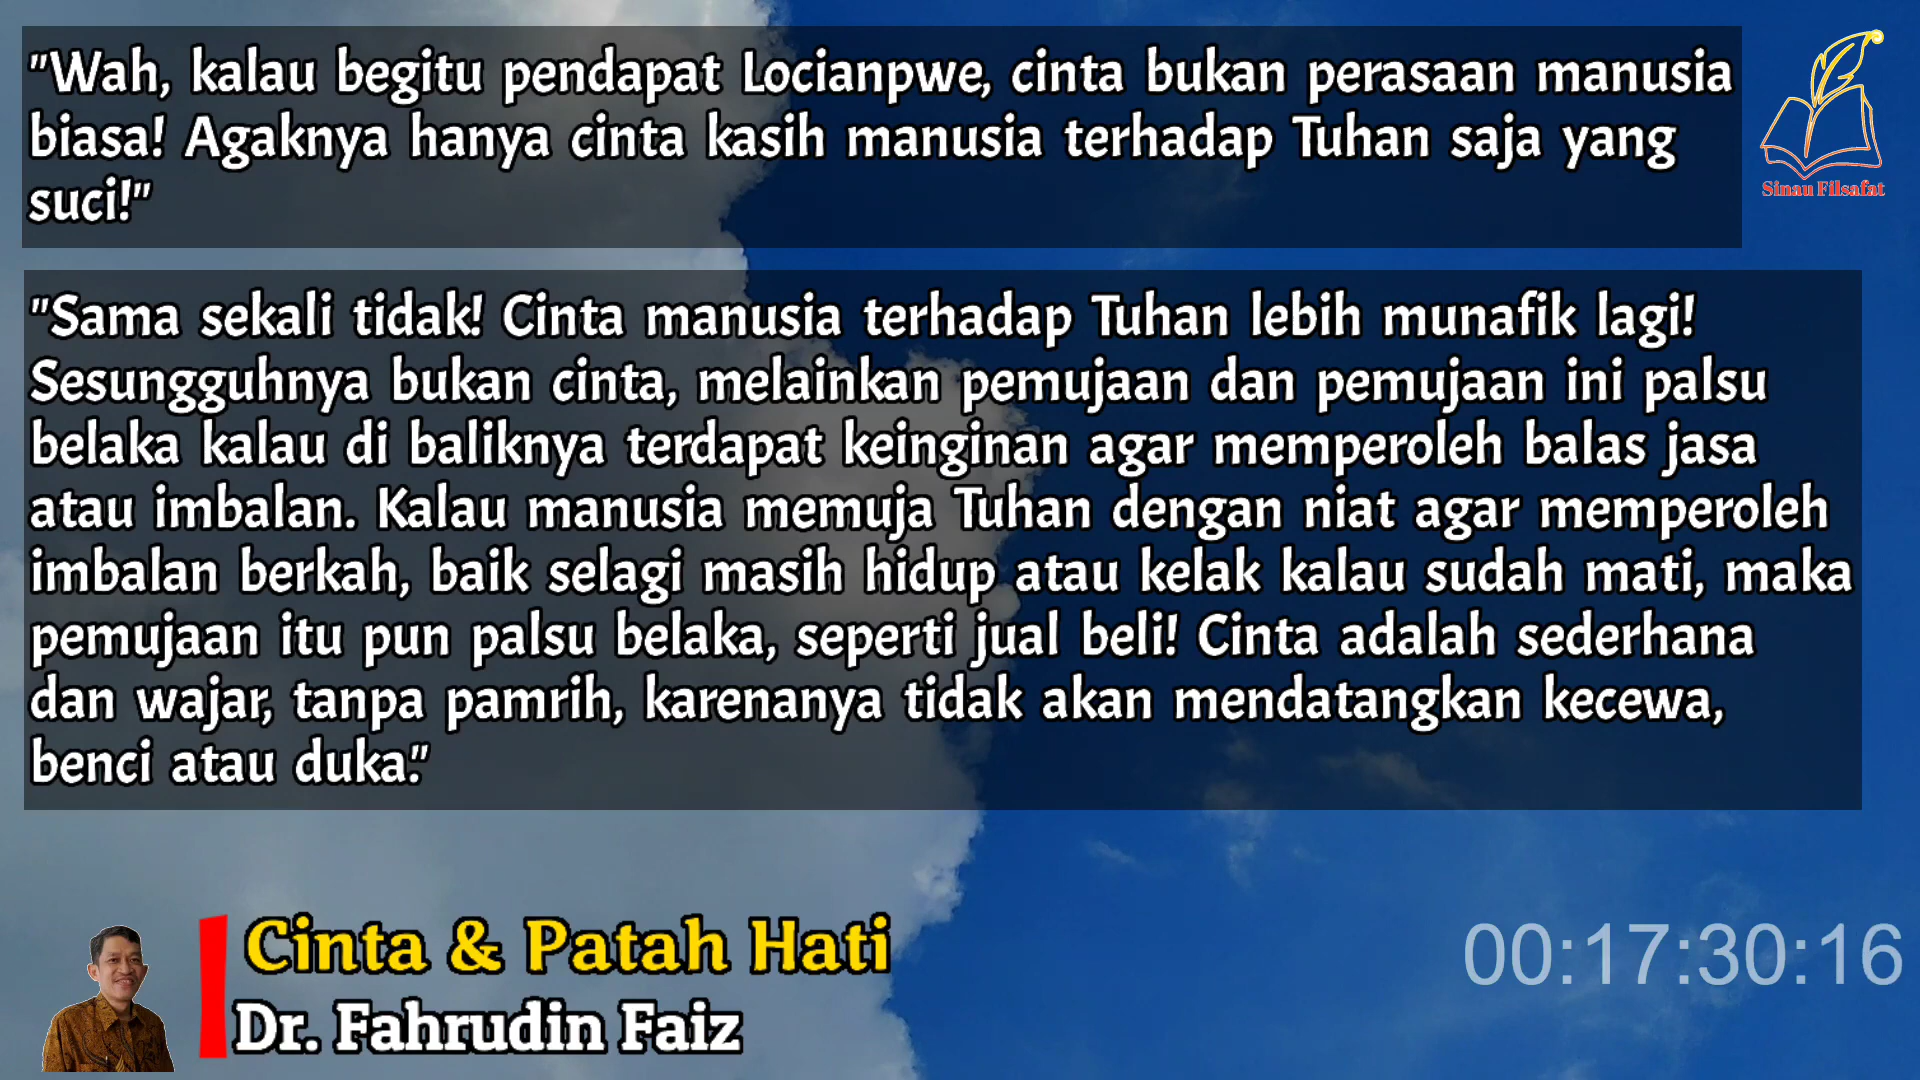 "Wah, kalau begitu pendapat Locianpwe, cinta bukan perasaan manusia
biasa! Agaknya hanya cinta kasih manusia terhadap Tuhan saja yang
suci!"
Sinau Filsafat
"Sama sekali tidak! Cinta manusia terhadap Tuhan lebih munafik lagi!
Sesungguhnya bukan cinta, melainkan pemujaan dan pemujaan ini palsu
belaka kalau di baliknya terdapat keinginan agar memperoleh balas jasa
atau imbalan. Kalau manusia memuja Tuhan dengan niat agar memperoleh
imbalan berkah, baik selagi masih hidup atau kelak kalau sudah mati, maka
pemujaan itu pun palsu belaka, seperti jual beli! Cinta adalah sederhana
dan wajar, tanpa pamrih, karenanya tidak akan mendatangkan kecewa,
benci atau duka."
Cinta & Patah Hati
Dr. Fahrudin Faiz
00:17:30:16